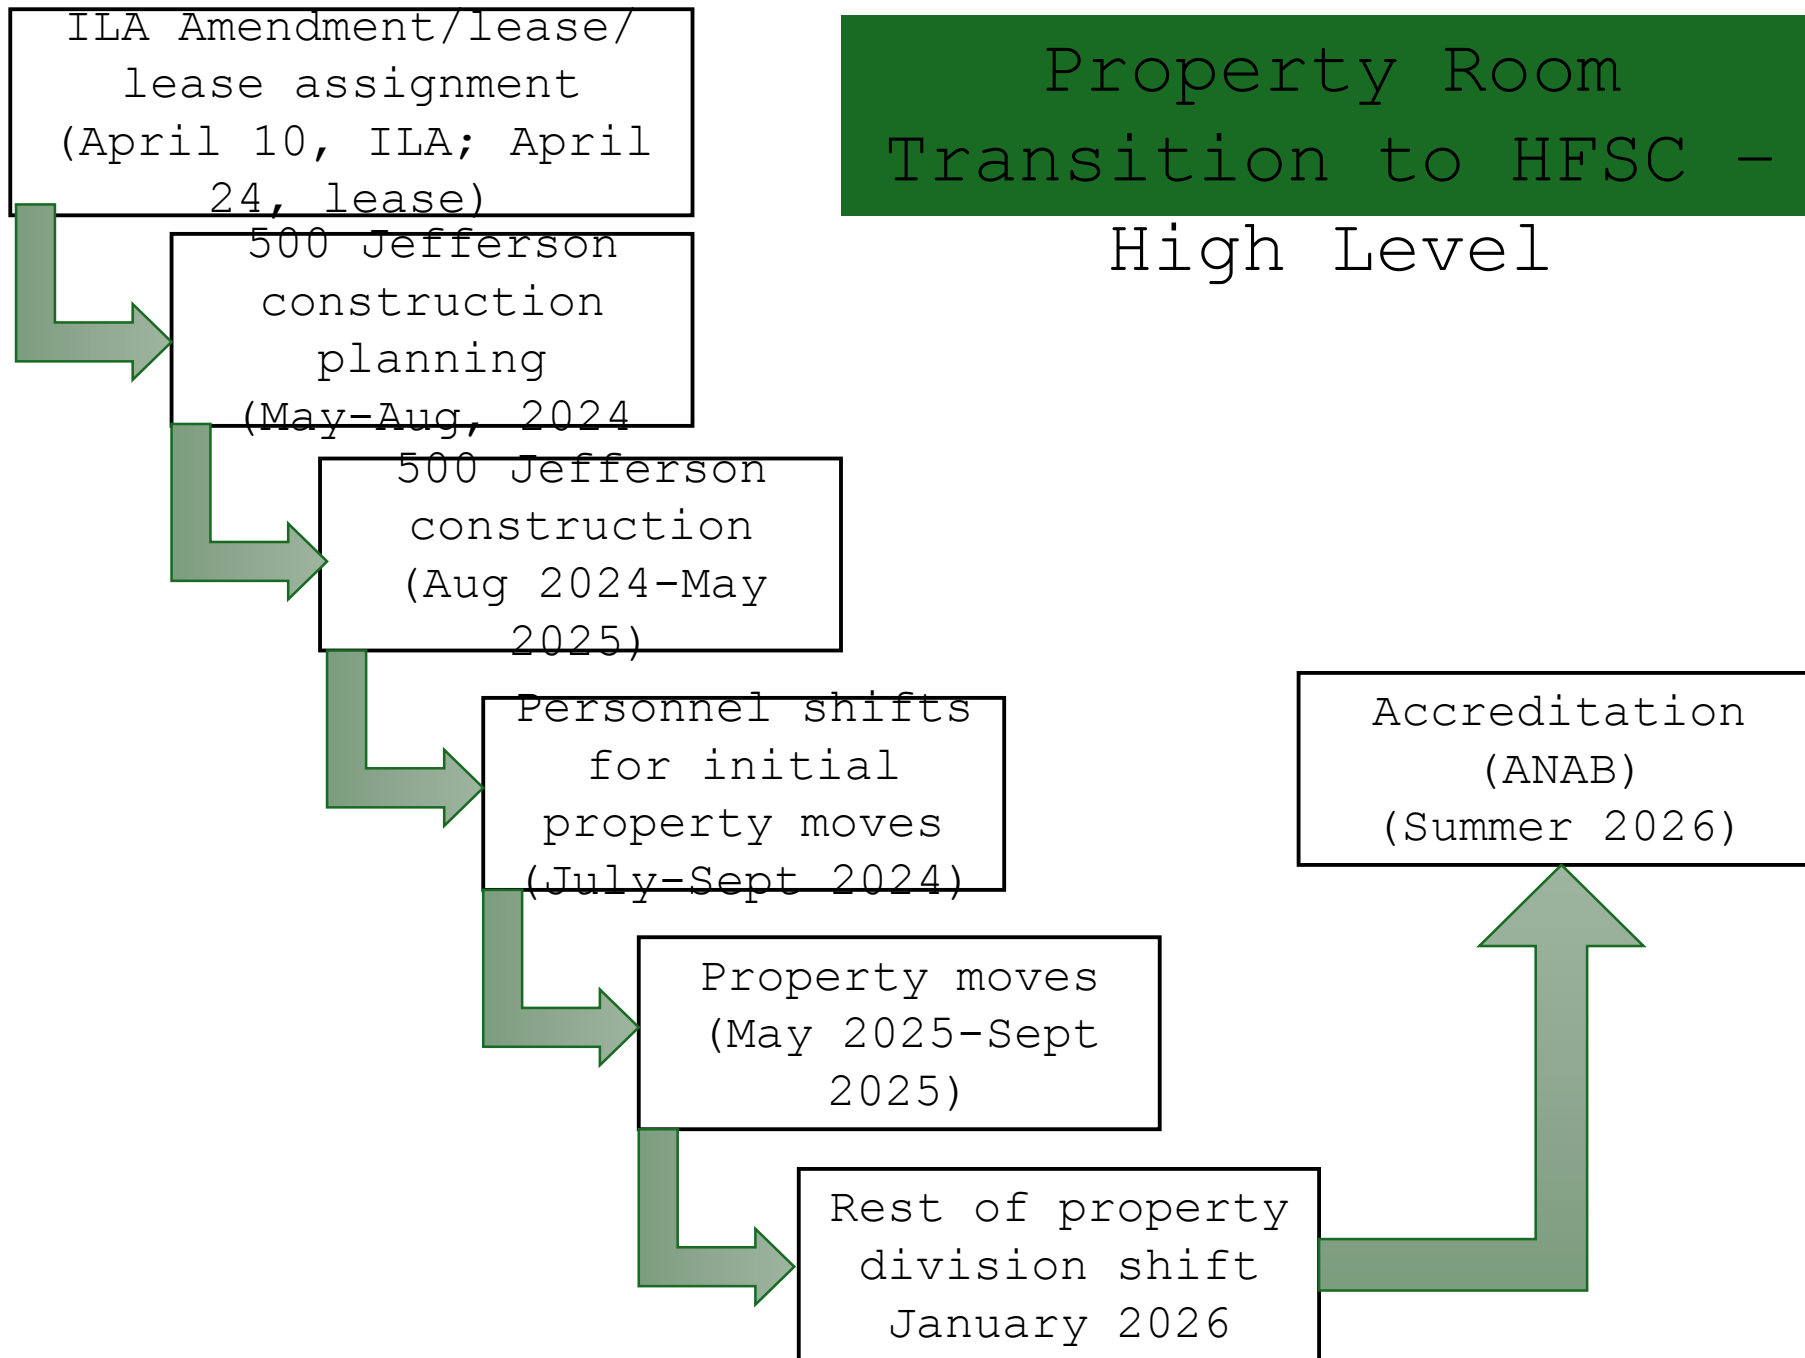 Property Room
Transition to HFSC –
High Level
ILA Amendment/lease/
lease assignment
(April 10, ILA; April
24, lease)
500 Jefferson
construction
planning
(May-Aug, 2024
500 Jefferson
construction
(Aug 2024-May
2025)
Personnel shifts
for initial
property moves
(July-Sept 2024)
Property moves
(May 2025-Sept
2025)
Rest of property
division shift
January 2026
Accreditation
(ANAB)
(Summer 2026)